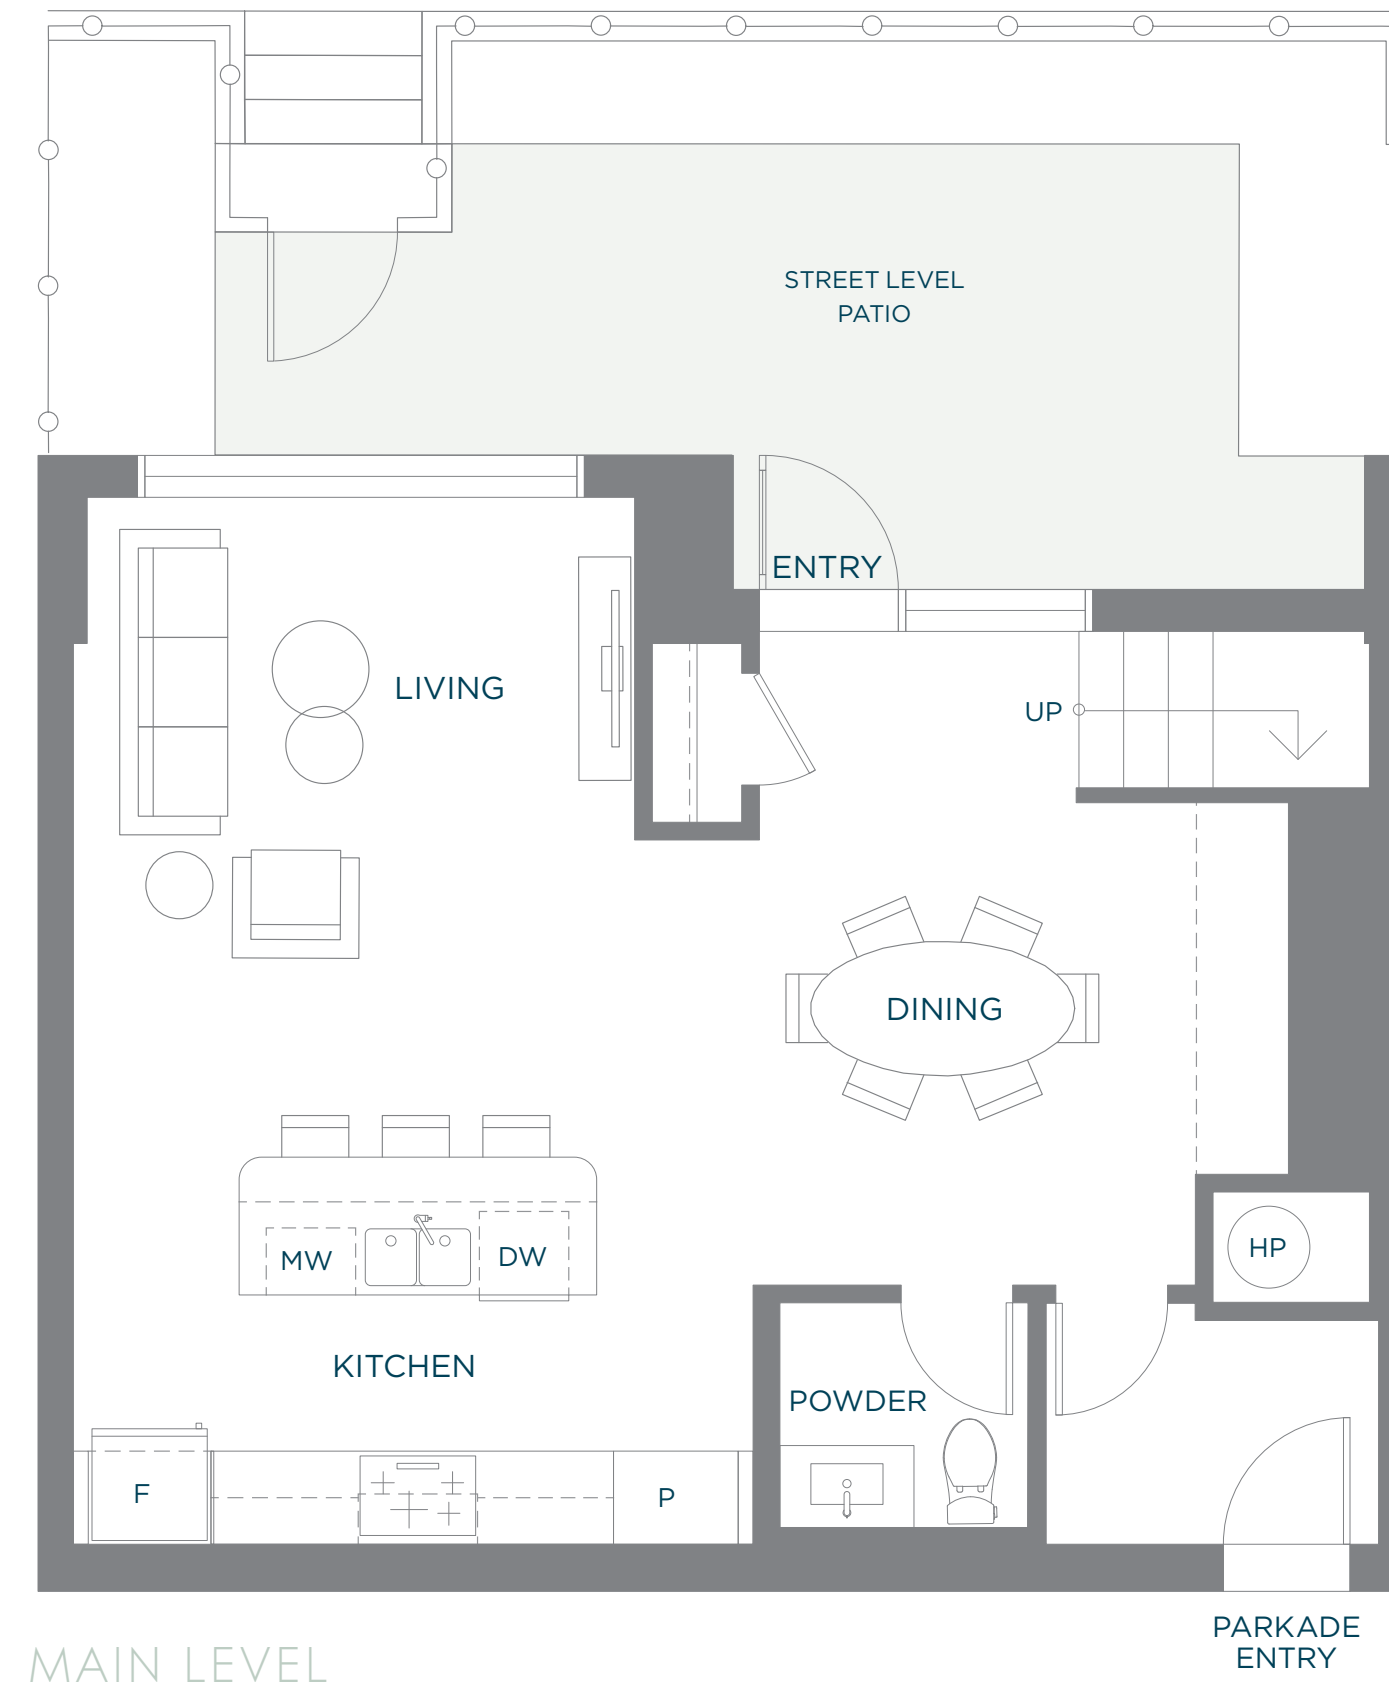 STREET LEVEL
PATIO
ENTRY
LIVING
UP
DINING
MW
DW
HP
KITCHEN
POWDER
F
P
PARKADE
ENTRY
MAIN LEVEL